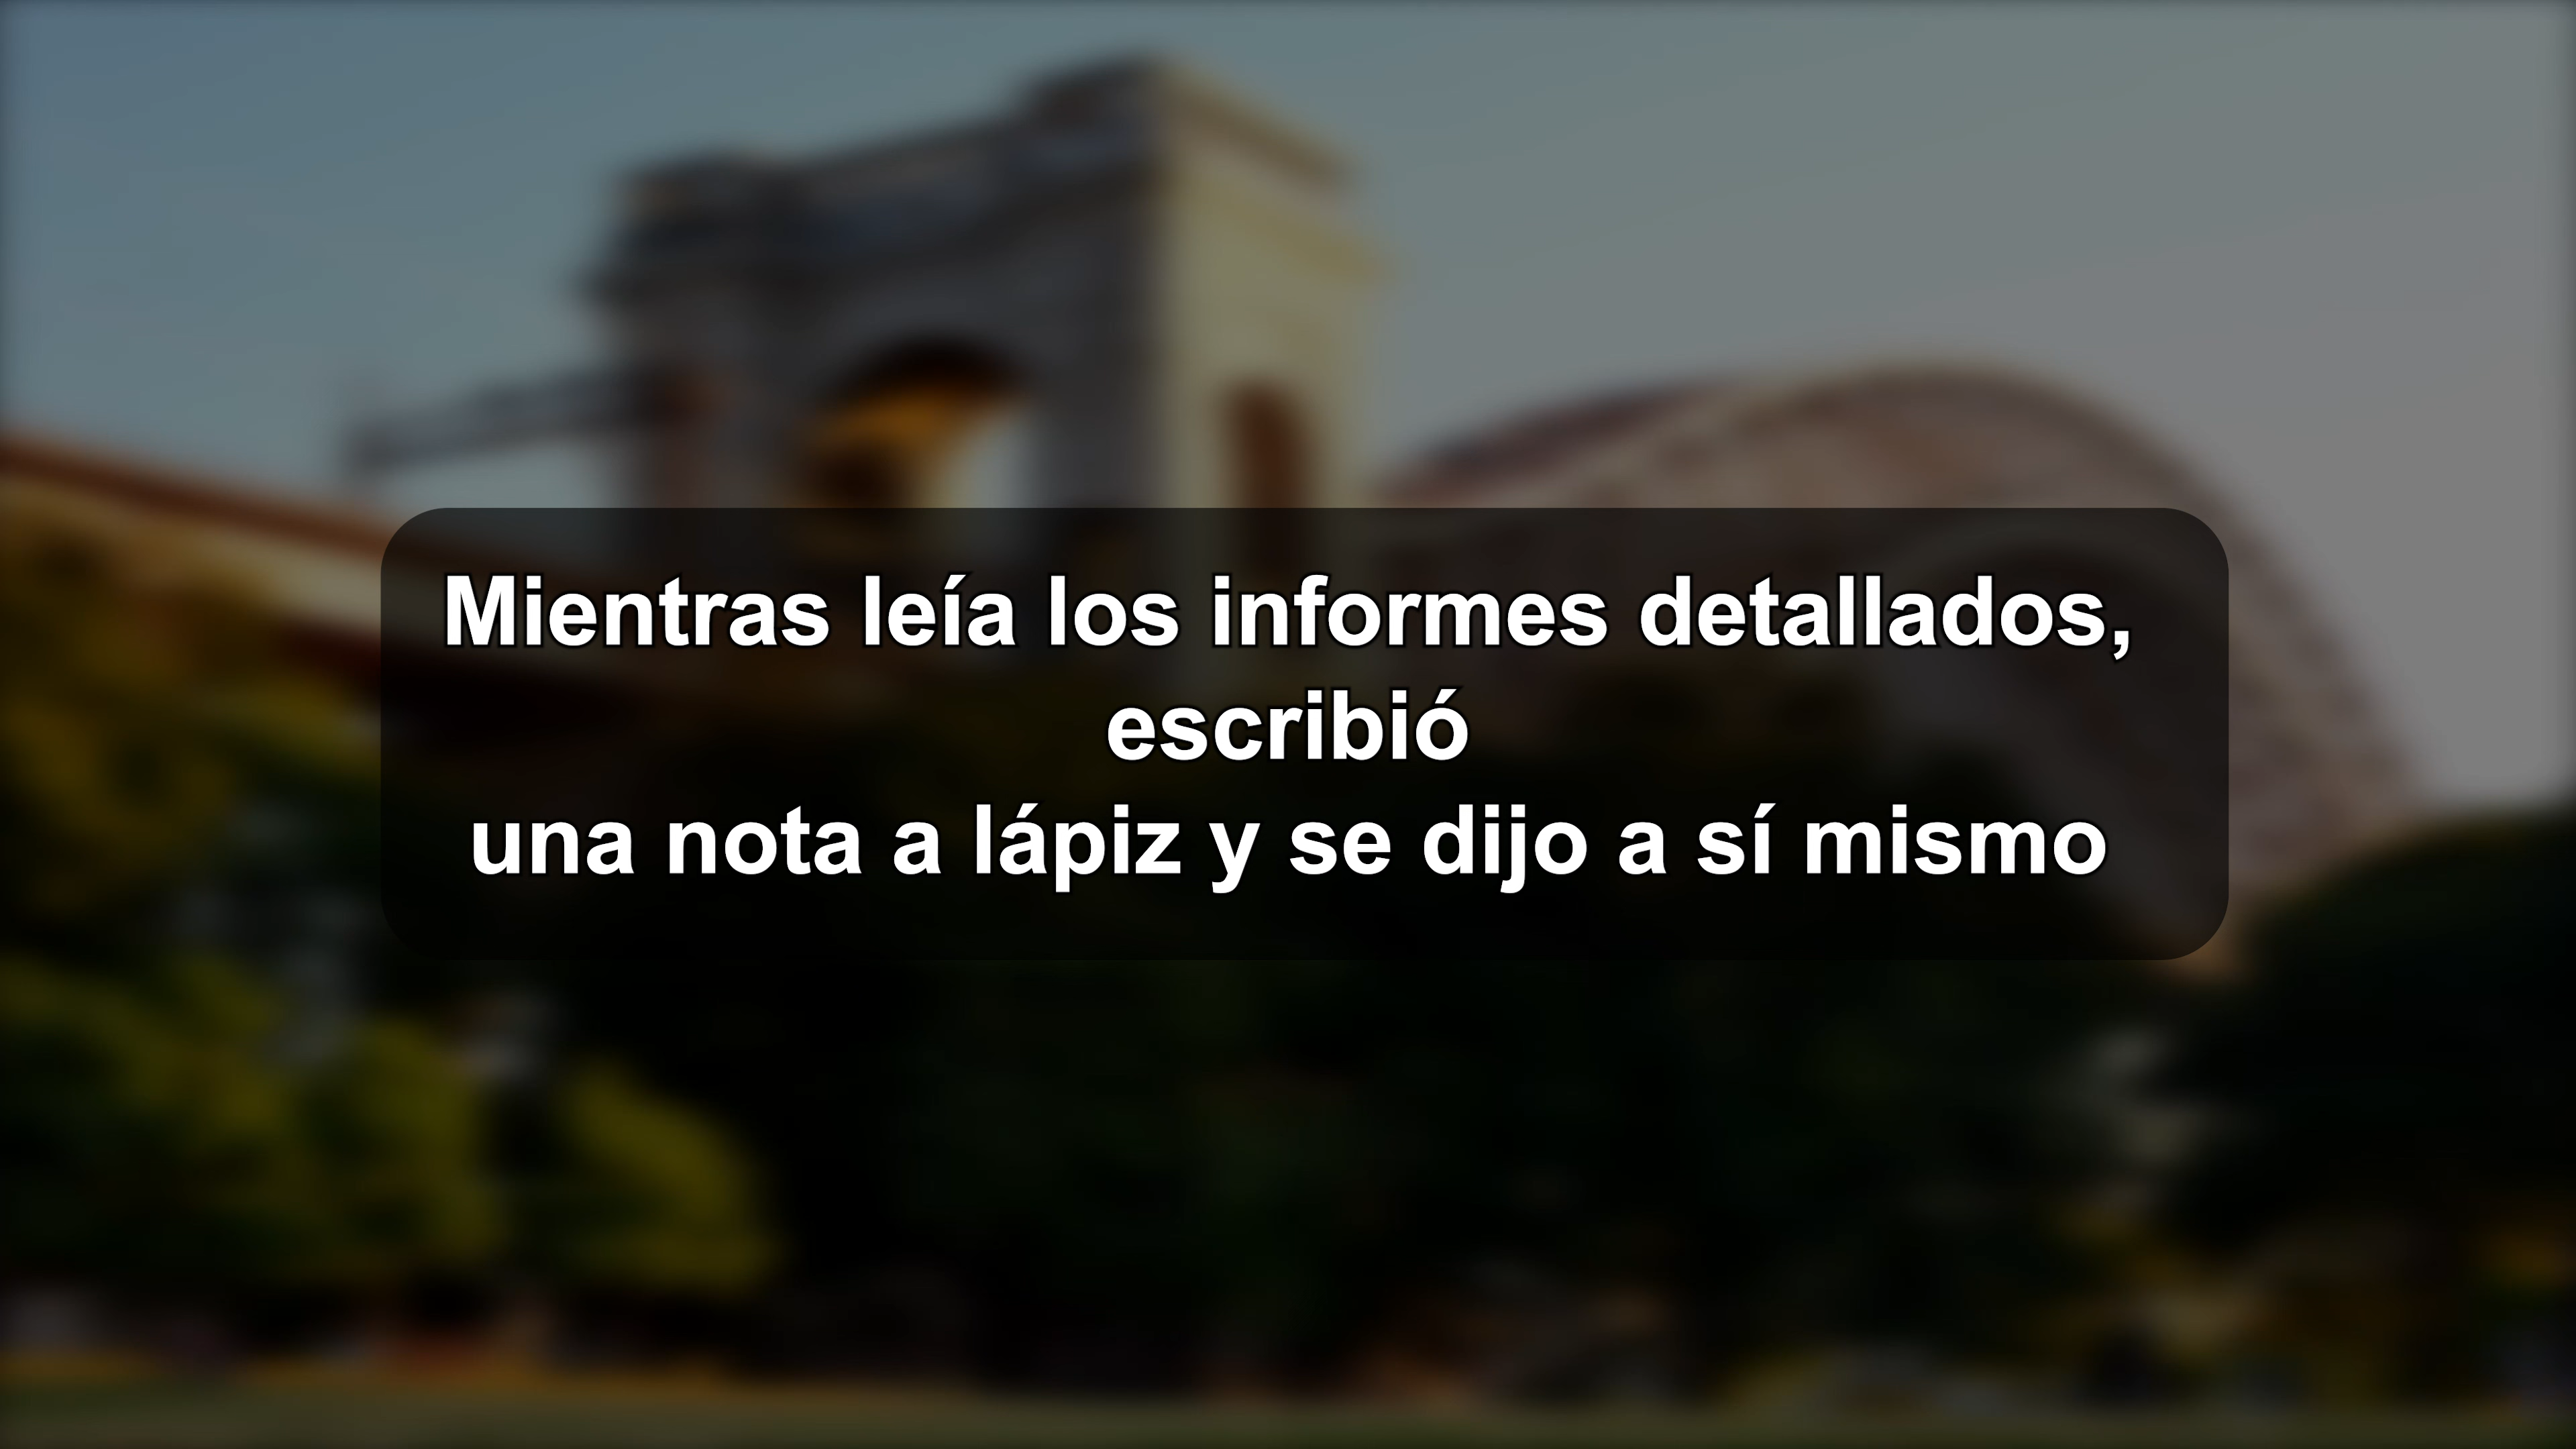 Mientras leía los informes detallados,
escribió
una nota a lápiz y se dijo a sí mismo